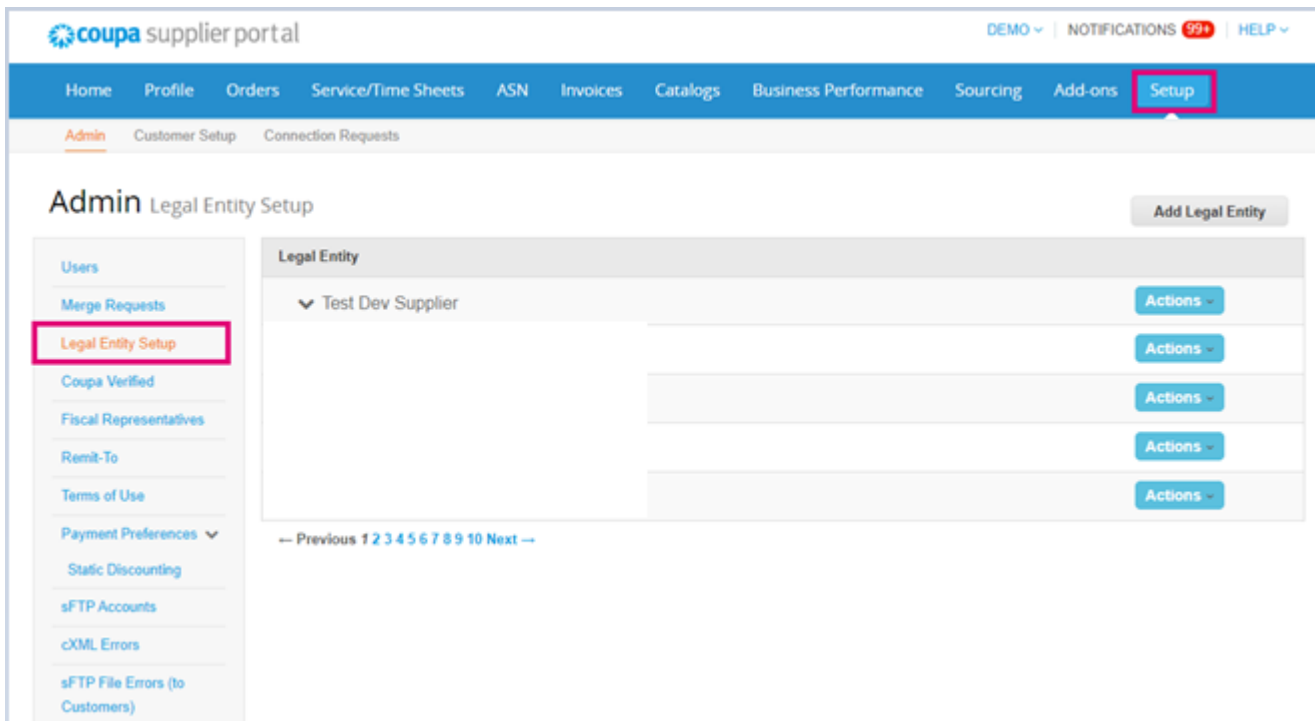 coupa supplier portal
DEMO NOTIFICATIONS 99+ HELP
Home Profile Orders Service/Time Sheets ASN Invoices Catalogs Business Performance Sourcing Add-ons Setup
Admin Customer Setup Connection Requests
Admin Legal Entity Setup
Add Legal Entity
Users
Merge Requests
Legal Entity Setup
Coupa Verified
Fiscal Representatives
Remit-To
Terms of Use
Payment Preferences
Static Discounting
sFTP Accounts
cXML Errors
sFTP File Errors (to
Customers)
Legal Entity
Test Dev Supplier Actions
Actions
Actions
Actions
Actions
← Previous 1 2 3 4 5 6 7 8 9 10 Next →